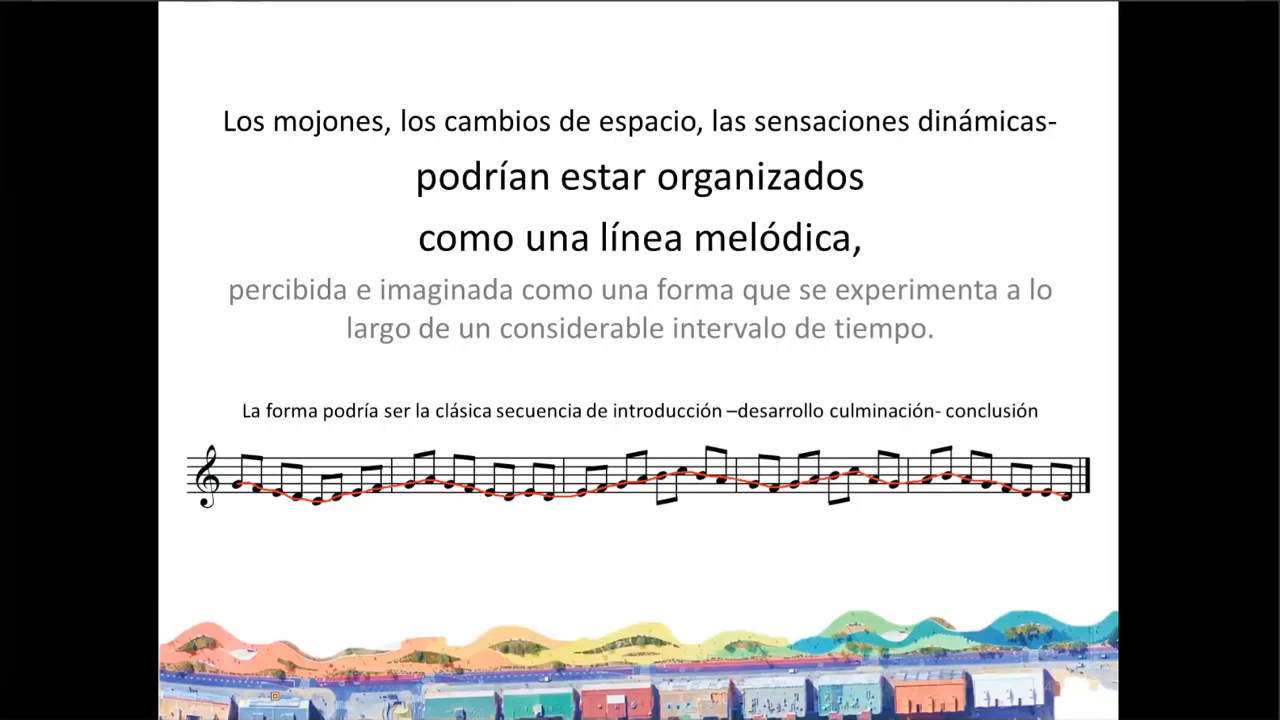 Los mojones, los cambios de espacio, las sensaciones dinámicas-
podrían estar organizados
como una línea melódica,
percibida e imaginada como una forma que se experimenta a lo
largo de un considerable intervalo de tiempo.
La forma podría ser la clásica secuencia de introducción –desarrollo culminación- conclusión